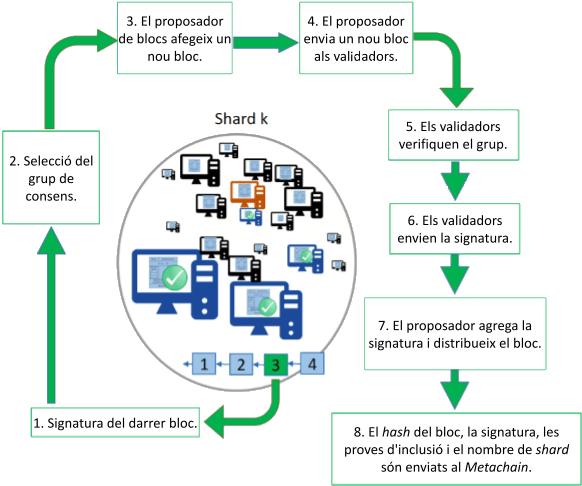 3. El proposador
de blocs afegeix un
nou bloc.
4. El proposador
envia un nou bloc
als validadors.
5. Els validadors
verifiquen el grup.
2. Selecció del
grup de
consens.
Shard k
6. Els validadors
envien la signatura.
7. El proposador agrega la
signatura i distribueix el bloc.
1 2 3 4
1. Signatura del darrer bloc.
8. El hash del bloc, la signatura, les
proves d'inclusió i el nombre de shard
són enviats al Metachain.